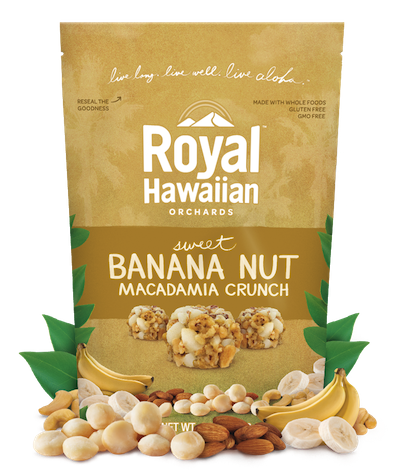 live long. live well. live aloha.
RESEAL THE
GOODNESS
MADE WITH WHOLE FOODS
GLUTEN FREE
GMO FREE
Royal™
Hawaiian
ORCHARDS
sweet
BANANA NUT
MACADAMIA CRUNCH
NET WT